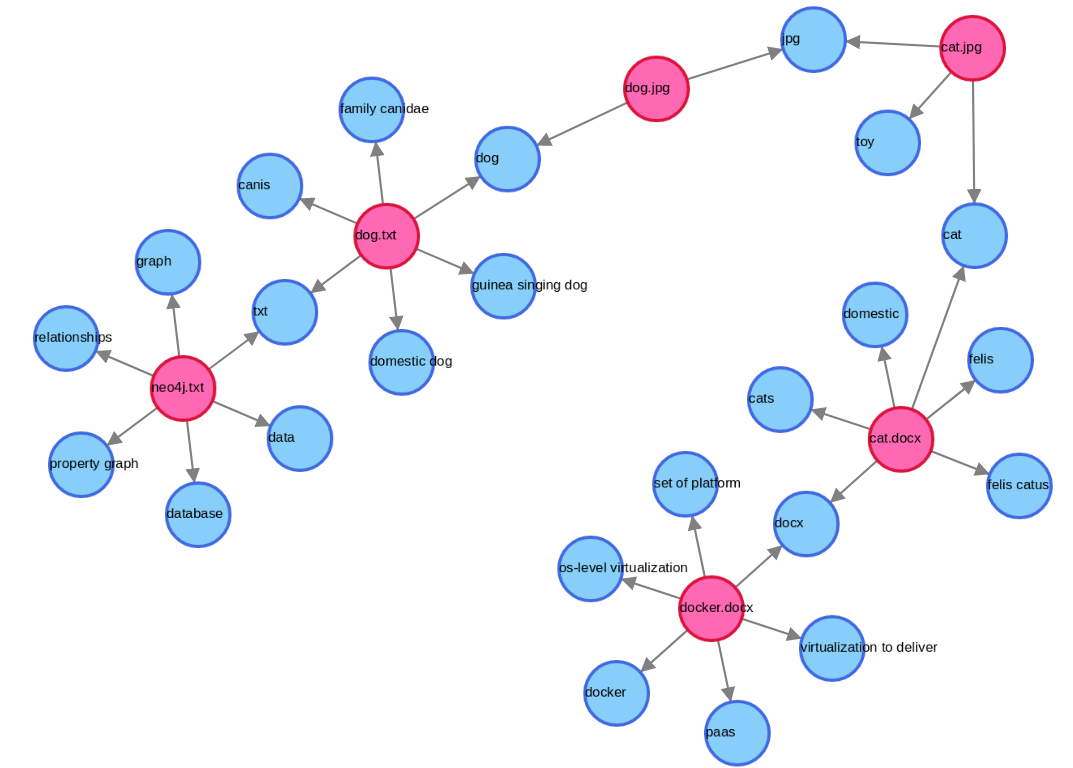 jpg
cat.jpg
dog.jpg
family canidae
toy
dog
canis
dog.txt
cat
graph
guinea singing dog
txt
domestic
relationships
domestic dog
felis
neo4j.txt
cats
data
cat.docx
property graph
set of platform
felis catus
database
docx
os-level virtualization
docker.docx
virtualization to deliver
docker
paas